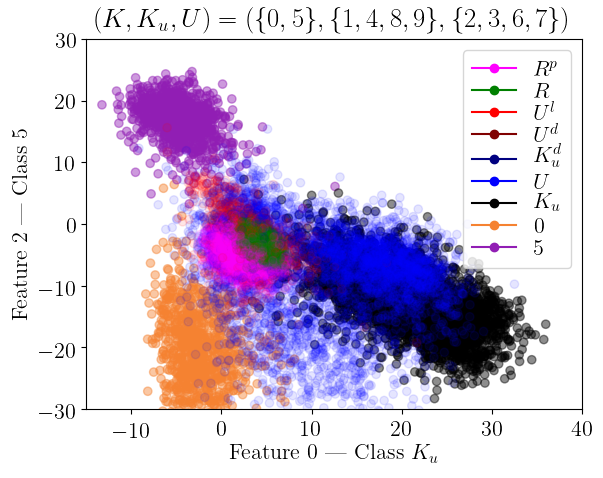 (K, K_u, U) = ({0, 5}, {1, 4, 8, 9}, {2, 3, 6, 7})
30
20
10
0
−10
−20
−30
−10
0
10
20
30
40
Feature 2 — Class 5
Feature 0 — Class K_u
R^p
R
U^l
U^d
K_u^d
U
K_u
0
5